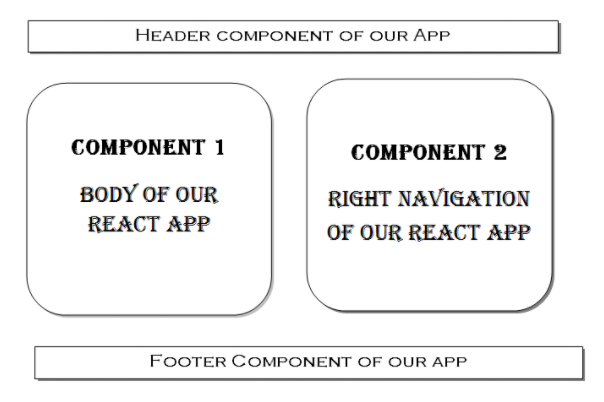 Header component of our App
Component 1
Body of our
React App
Component 2
Right Navigation
of our React App
Footer Component of our app